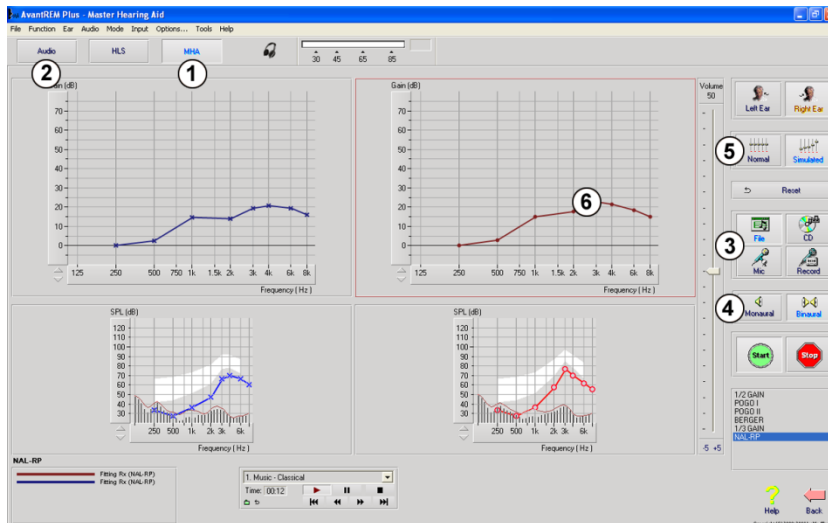 AvantREM Plus - Master Hearing Aid
File Function Ear Audio Mode Input Options... Tools Help
Audio HLS MHA
30 45 65 85
2 1
Gain (dB)
70
60
50
40
30
20
10
0
125 250 500 750 1k 1.5k 2k 3k 4k 6k 8k
Frequency ( Hz )
Gain (dB)
70
60
50
40
30
20
10
0
6
125 250 500 750 1k 1.5k 2k 3k 4k 6k 8k
Frequency ( Hz )
Volume
50
-5 +5
Left Ear Right Ear
5
Normal Simulated
Reset
3
File CD
Mic Record
4
Monaural Binaural
Start Stop
SPL (dB)
120
110
100
90
80
70
60
50
40
30
250 500 1k 2k 3k 6k
Frequency ( Hz )
SPL (dB)
120
110
100
90
80
70
60
50
40
30
250 500 1k 2k 3k 6k
Frequency ( Hz )
1/2 GAIN
POGO I
POGO II
BERGER
1/3 GAIN
NAL-RP
NAL-RP
Fitting Rx (NAL-RP)
Fitting Rx (NAL-RP)
1. Music - Classical
Time: 00:12
Help Back